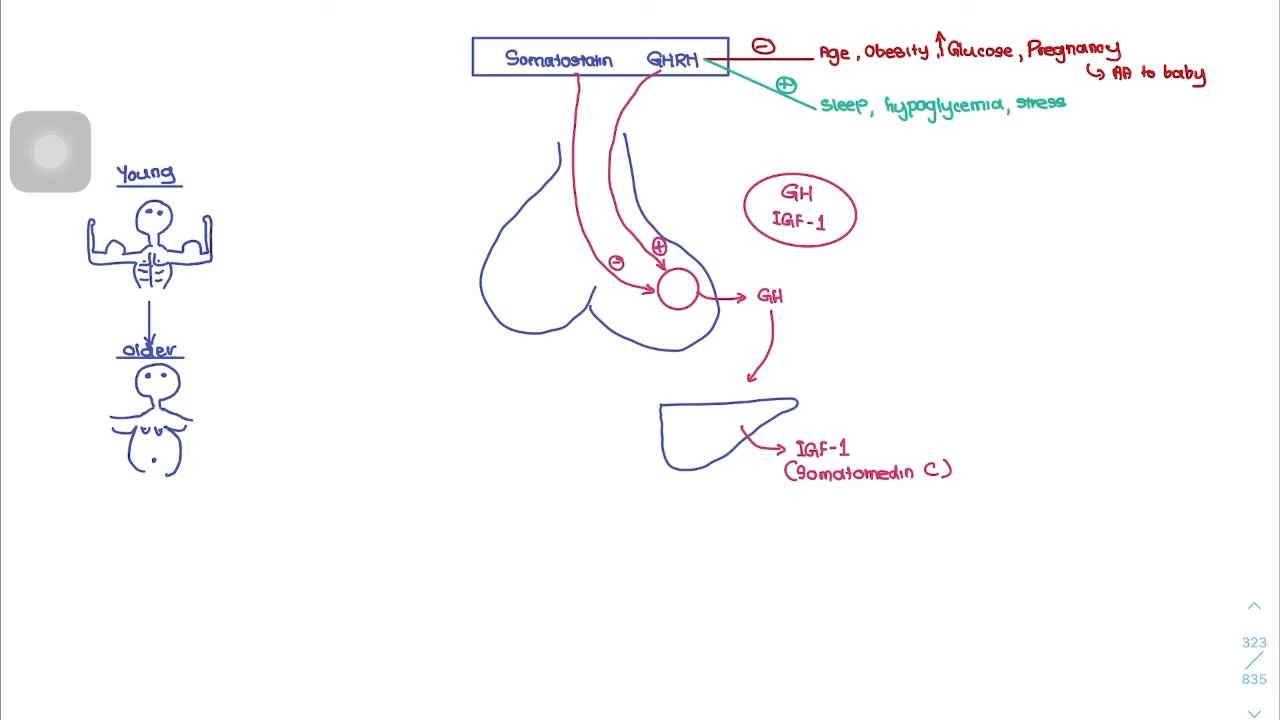 Somatostatin GHRH
⊖
Age, Obesity, ↑Glucose, Pregnancy
↳ AA to baby
⊕
Sleep, hypoglycemia, stress
Young
older
GH
IGF-1
⊖
⊕
GH
IGF-1
(Somatomedin C)
323
/
835